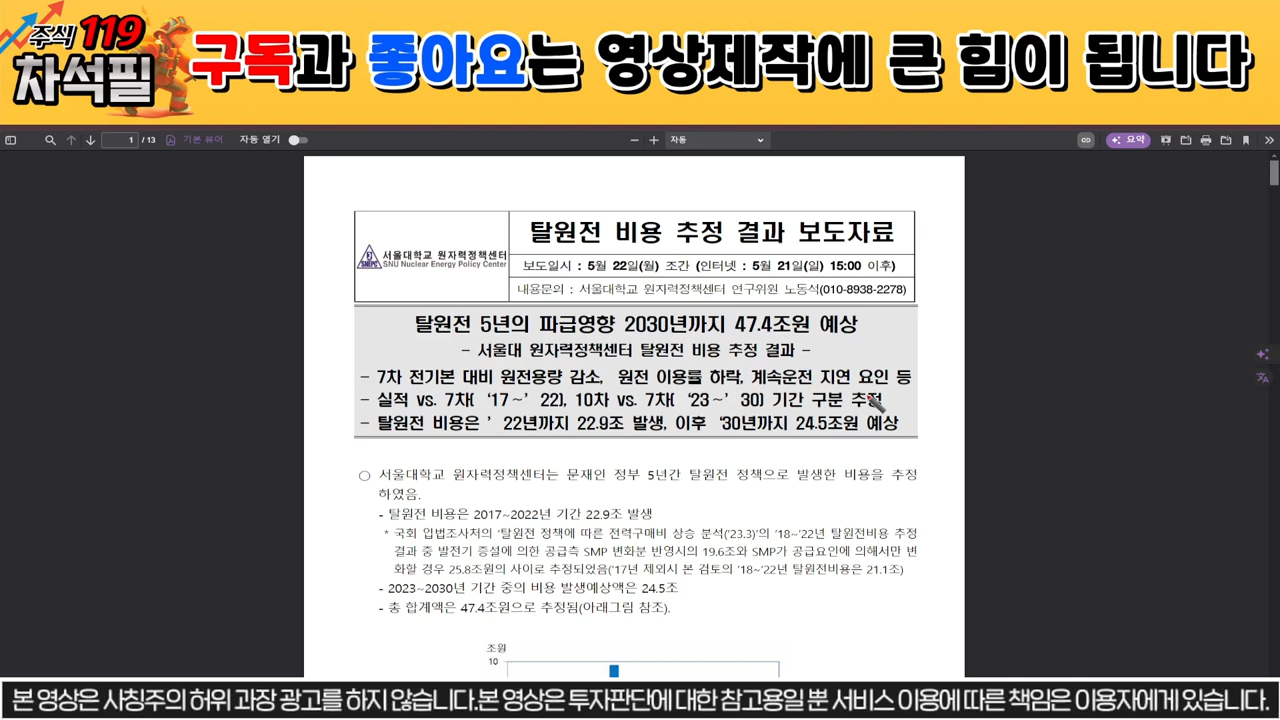 주식 119
차석필
구독과 좋아요는 영상제작에 큰 힘이 됩니다
1 / 13 기본 뷰어 자동 열기 자동 요약
서울대학교 원자력정책센터
SNU Nuclear Energy Policy Center
SNEPC
탈원전 비용 추정 결과 보도자료
보도일시 : 5월 22일(월) 조간 (인터넷 : 5월 21일(일) 15:00 이후)
내용문의 : 서울대학교 원자력정책센터 연구위원 노동석(010-8938-2278)
탈원전 5년의 파급영향 2030년까지 47.4조원 예상
- 서울대 원자력정책센터 탈원전 비용 추정 결과 -
- 7차 전기본 대비 원전용량 감소, 원전 이용률 하락, 계속운전 지연 요인 등
- 실적 vs. 7차(‘17～’22), 10차 vs. 7차(‘23～’30) 기간 구분 추정
- 탈원전 비용은 ’22년까지 22.9조 발생, 이후 ‘30년까지 24.5조원 예상
○ 서울대학교 원자력정책센터는 문재인 정부 5년간 탈원전 정책으로 발생한 비용을 추정
하였음.
- 탈원전 비용은 2017~2022년 기간 22.9조 발생
* 국회 입법조사처의 ‘탈원전 정책에 따른 전력구매비 상승 분석(’23.3)’의 ’18~’22년 탈원전비용 추정
결과 중 발전기 증설에 의한 공급측 SMP 변화분 반영시의 19.6조와 SMP가 공급요인에 의해서만 변
화할 경우 25.8조원의 사이로 추정되었음(’17년 제외시 본 검토의 ’18~’22년 탈원전비용은 21.1조)
- 2023~2030년 기간 중의 비용 발생예상액은 24.5조
- 총 합계액은 47.4조원으로 추정됨(아래그림 참조).
조원
10
본 영상은 사칭주의 허위 과장 광고를 하지 않습니다.본 영상은 투자판단에 대한 참고용일 뿐 서비스 이용에 따른 책임은 이용자에게 있습니다.